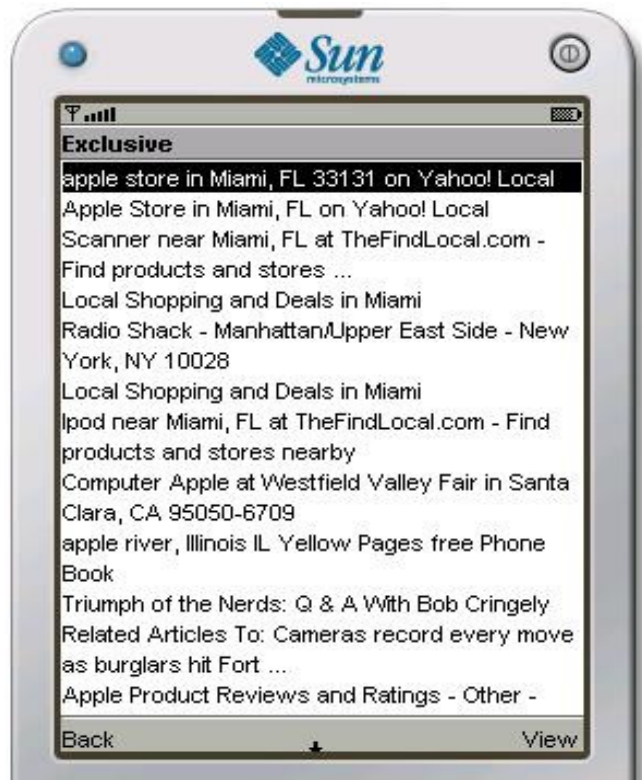 Sun
microsystems
Exclusive
apple store in Miami, FL 33131 on Yahoo! Local
Apple Store in Miami, FL on Yahoo! Local
Scanner near Miami, FL at TheFindLocal.com -
Find products and stores ...
Local Shopping and Deals in Miami
Radio Shack - Manhattan/Upper East Side - New
York, NY 10028
Local Shopping and Deals in Miami
Ipod near Miami, FL at TheFindLocal.com - Find
products and stores nearby
Computer Apple at Westfield Valley Fair in Santa
Clara, CA 95050-6709
apple river, Illinois IL Yellow Pages free Phone
Book
Triumph of the Nerds: Q & A With Bob Cringely
Related Articles To: Cameras record every move
as burglars hit Fort ...
Apple Product Reviews and Ratings - Other -
Back View